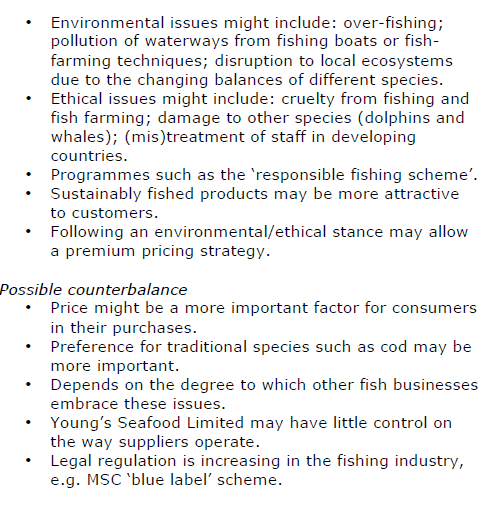 • Environmental issues might include: over-fishing;
pollution of waterways from fishing boats or fish-
farming techniques; disruption to local ecosystems
due to the changing balances of different species.
• Ethical issues might include: cruelty from fishing and
fish farming; damage to other species (dolphins and
whales); (mis)treatment of staff in developing
countries.
• Programmes such as the ‘responsible fishing scheme’.
• Sustainably fished products may be more attractive
to customers.
• Following an environmental/ethical stance may allow
a premium pricing strategy.
Possible counterbalance
• Price might be a more important factor for consumers
in their purchases.
• Preference for traditional species such as cod may be
more important.
• Depends on the degree to which other fish businesses
embrace these issues.
• Young’s Seafood Limited may have little control on
the way suppliers operate.
• Legal regulation is increasing in the fishing industry,
e.g. MSC ‘blue label’ scheme.